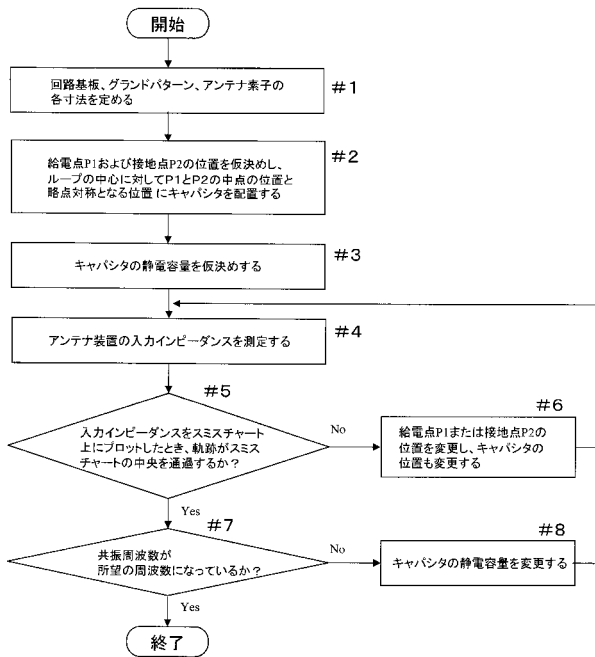 開始
回路基板、グランドパターン、アンテナ素子の
各寸法を定める
#1
給電点P1および接地点P2の位置を仮決めし、
ループの中心に対してP1とP2の中点の位置と
略点対称となる位置にキャパシタを配置する
#2
キャパシタの静電容量を仮決めする
#3
アンテナ装置の入力インピーダンスを測定する
#4
#5
入力インピーダンスをスミスチャート
上にプロットしたとき、軌跡がスミス
チャートの中央を通過するか?
No
Yes
#6
給電点P1または接地点P2の
位置を変更し、キャパシタの
位置も変更する
#7
共振周波数が
所望の周波数になっているか?
No
Yes
#8
キャパシタの静電容量を変更する
終了